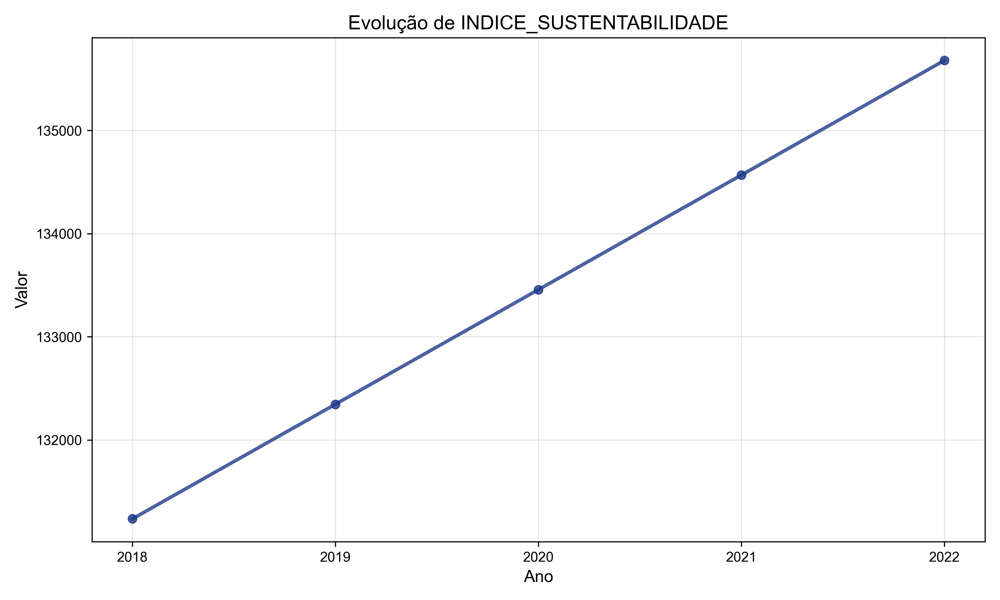 Evolução de INDICE_SUSTENTABILIDADE
Valor
135000
134000
133000
132000
2018 2019 2020 2021 2022
Ano